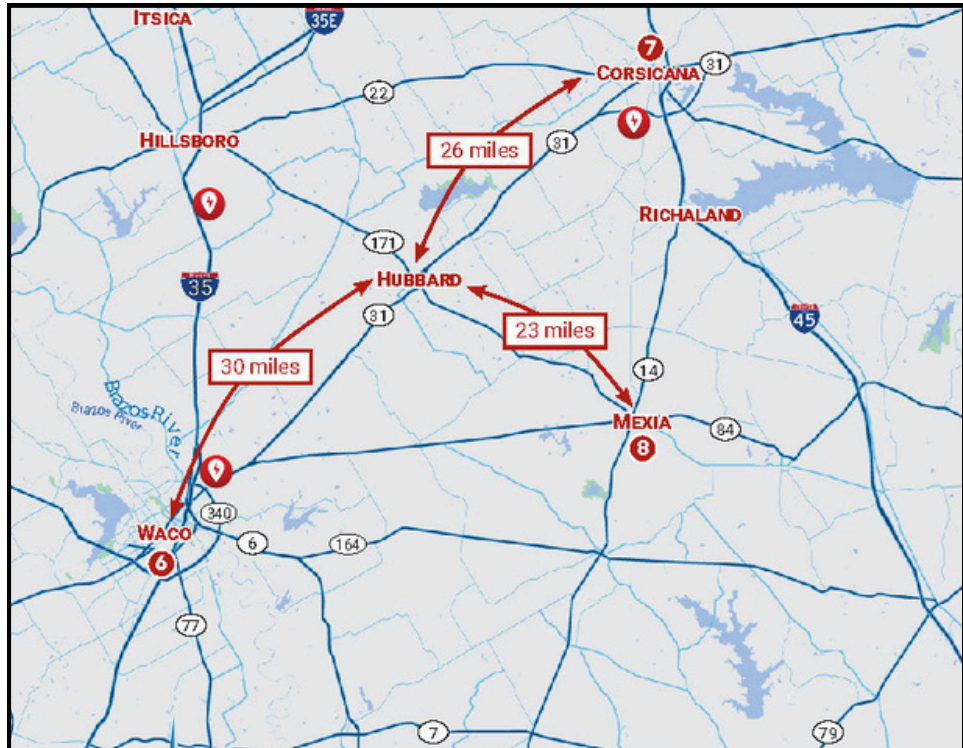 ITSICA
35E
7
CORSICANA
31
22
HILLSBORO
31
26 miles
RICHALAND
171
HUBBARD
35
31
23 miles
45
30 miles
14
Brazos River
Brazos River
MEXIA
84
8
340
WACO
6
164
6
77
7
79